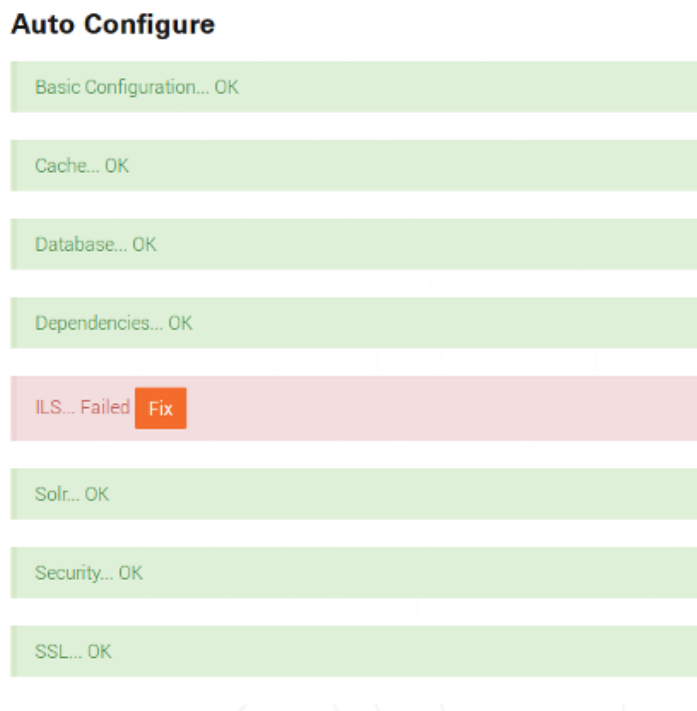 Auto Configure
Basic Configuration... OK
Cache... OK
Database... OK
Dependencies... OK
ILS... Failed Fix
Solr... OK
Security... OK
SSL... OK